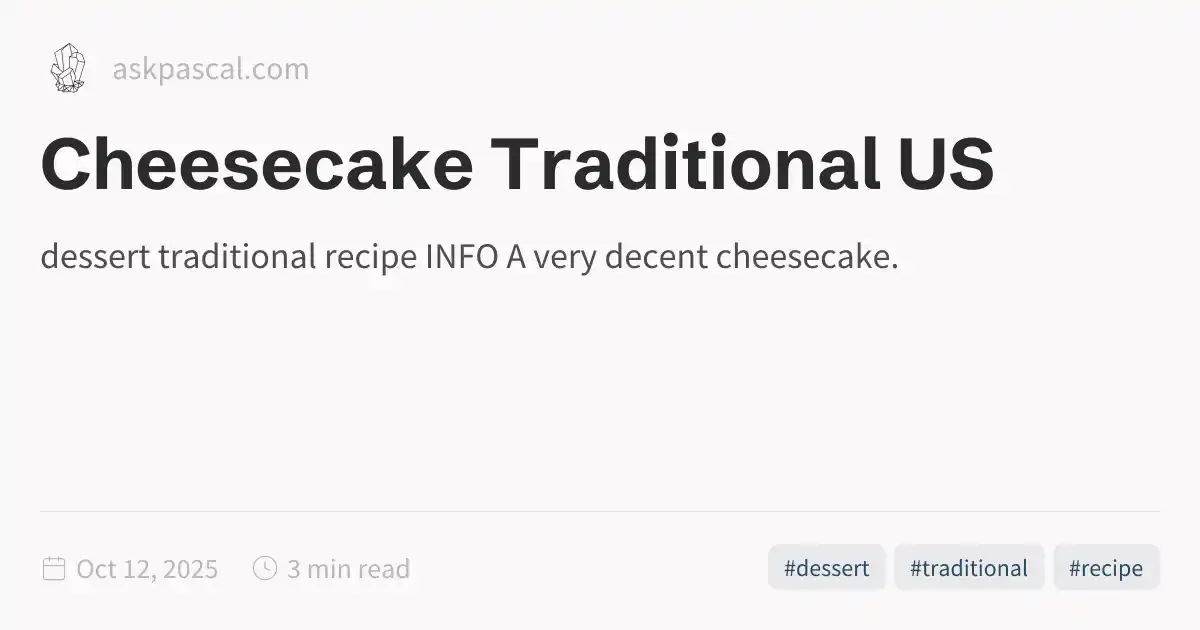 askpascal.com
Cheesecake Traditional US
dessert traditional recipe INFO A very decent cheesecake.
Oct 12, 2025 3 min read #dessert #traditional #recipe